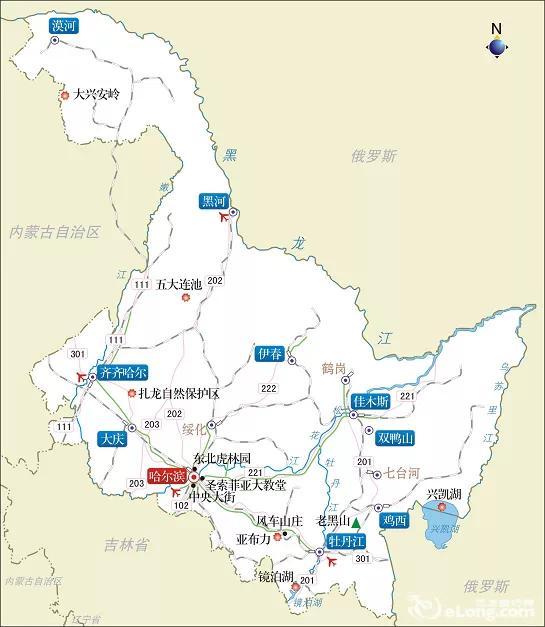 N
漠河
大兴安岭
黑
俄罗斯
嫩
黑河
龙
内蒙古自治区
五大连池
202
111
江
江
111
301
伊春
鹤岗
乌苏里江
齐齐哈尔
扎龙自然保护区
222
佳木斯
221
松
111
大庆
203
202
绥化
花
双鸭山
东北虎林园
江
牡丹江
201
七台河
哈尔滨
221
圣索菲亚大教堂
203
中央大街
102
兴凯湖
风车山庄
老黑山
鸡西
兴凯湖
吉林省
亚布力
牡丹江
301
镜泊湖
201
镜泊湖
俄罗斯
内蒙古自治区
辽宁省
eLong.com